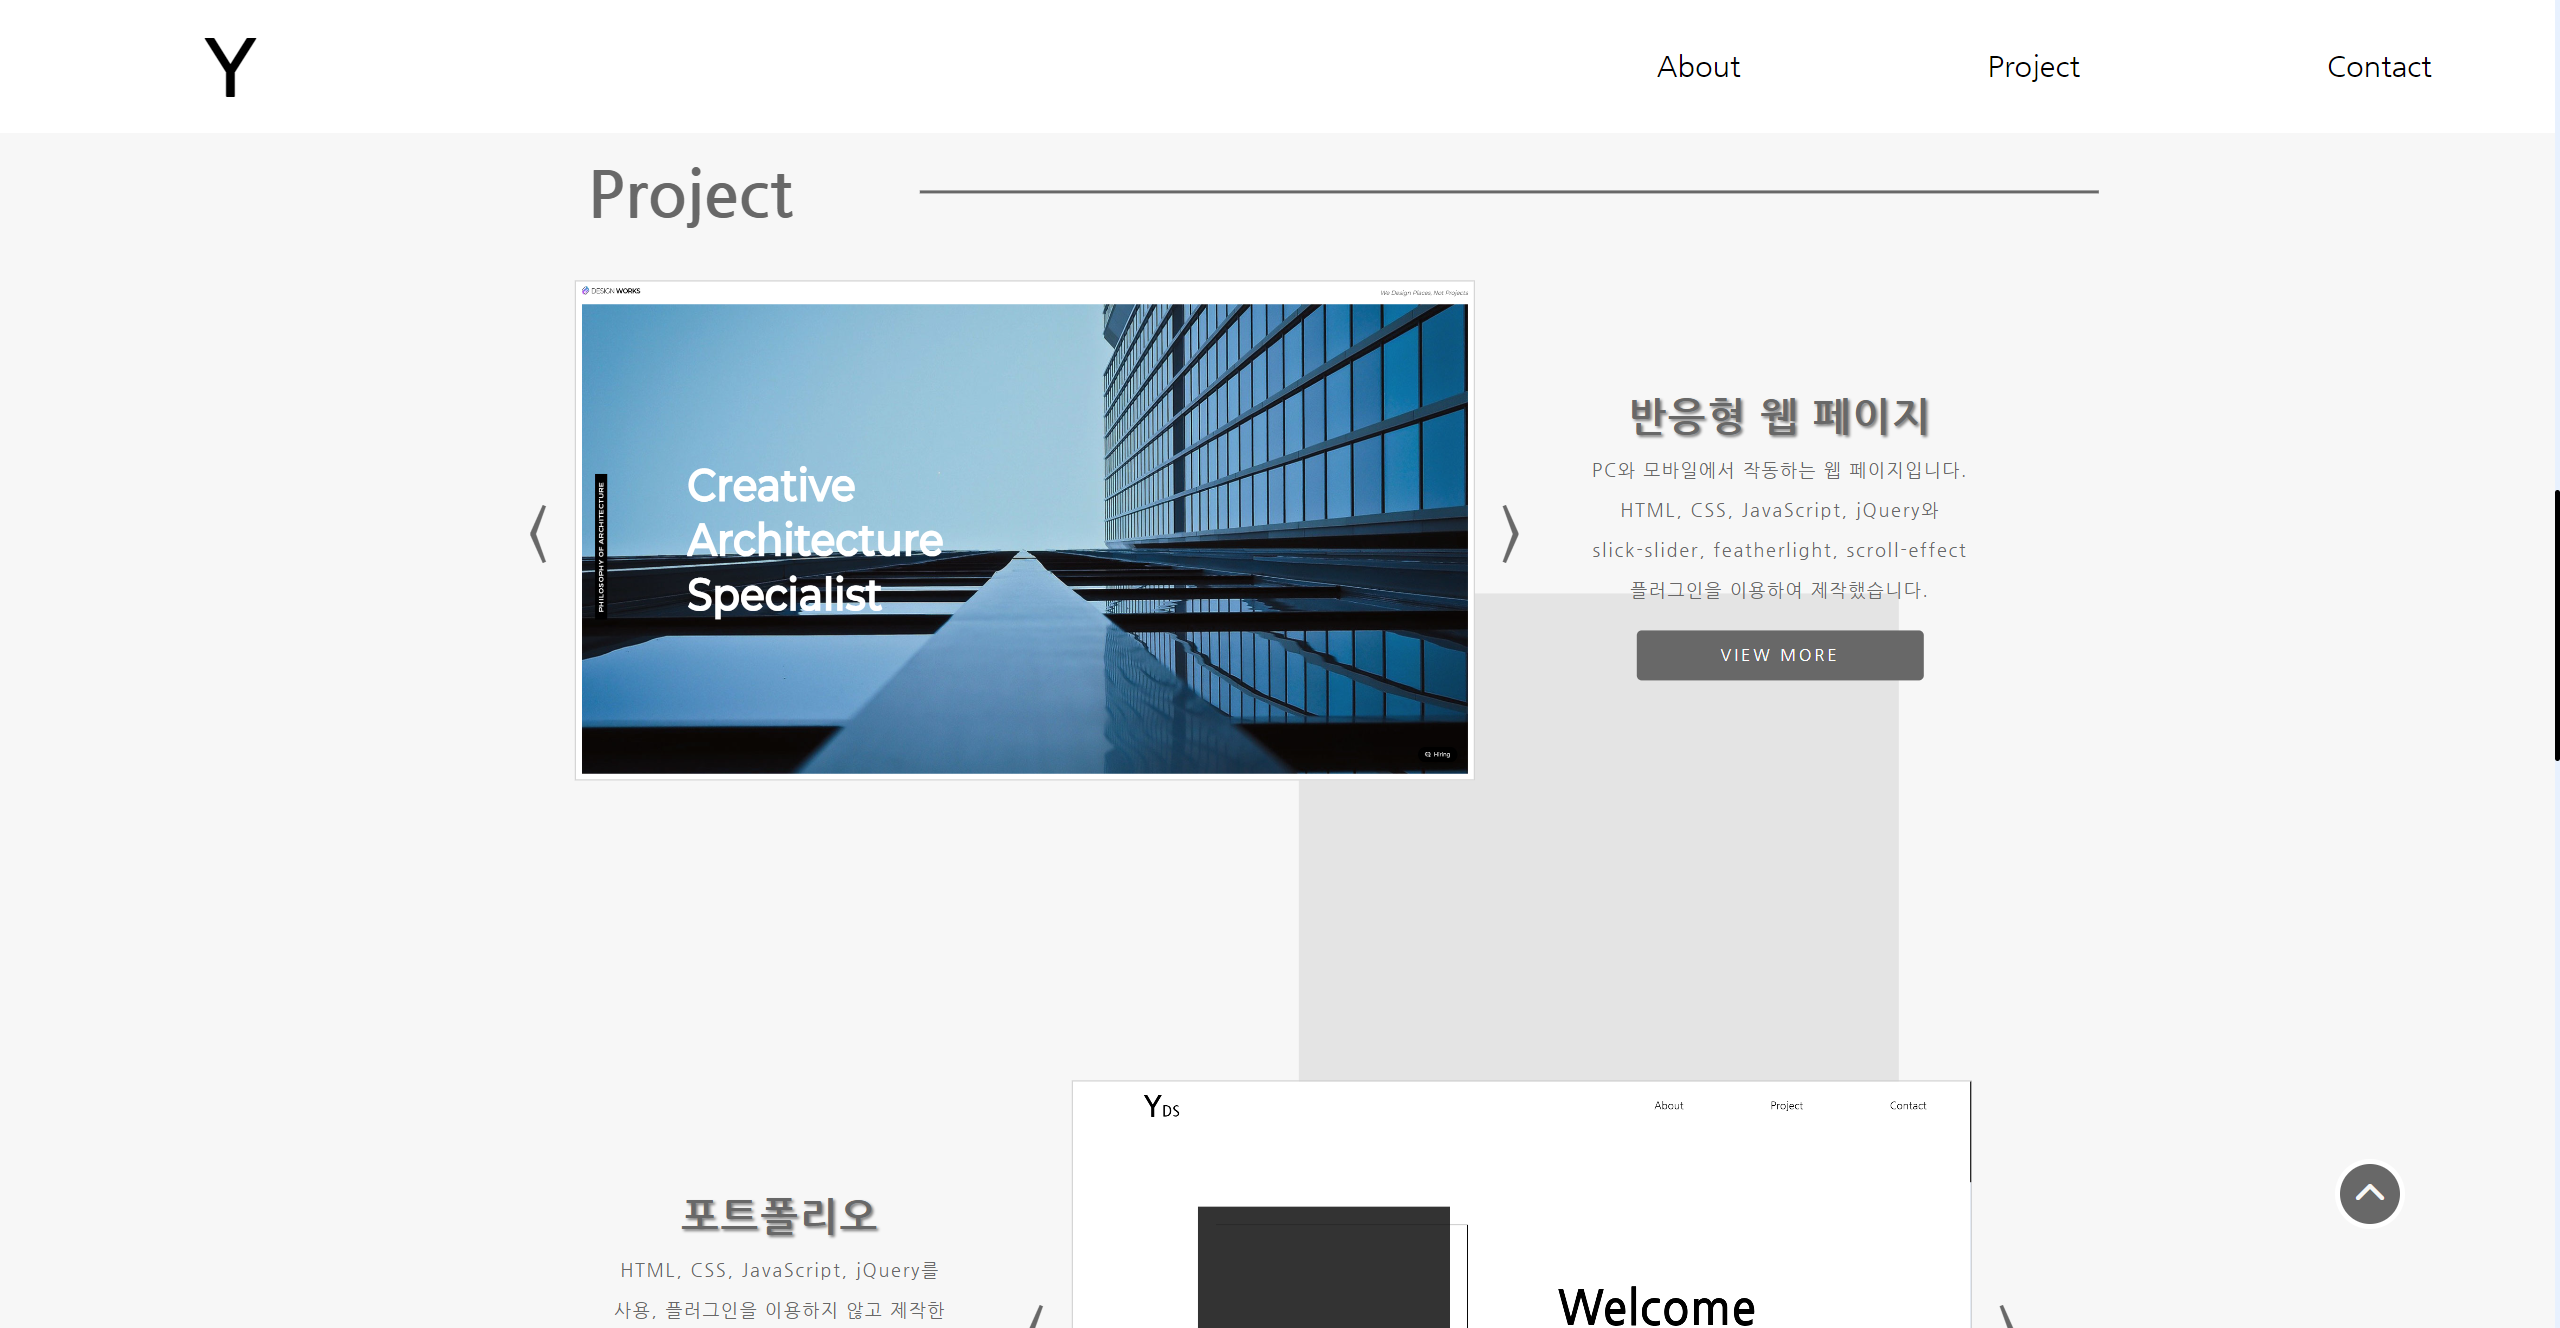 Y
About
Project
Contact
Project
DESIGN WORKS
We Design Places, Not Projects
PHILOSOPHY OF ARCHITECTURE
Creative
Architecture
Specialist
Hiring
반응형 웹 페이지
PC와 모바일에서 작동하는 웹 페이지입니다.
HTML, CSS, JavaScript, jQuery와
slick-slider, featherlight, scroll-effect
플러그인을 이용하여 제작했습니다.
VIEW MORE
포트폴리오
HTML, CSS, JavaScript, jQuery를
사용, 플러그인을 이용하지 않고 제작한
YDS
About
Project
Contact
Welcome